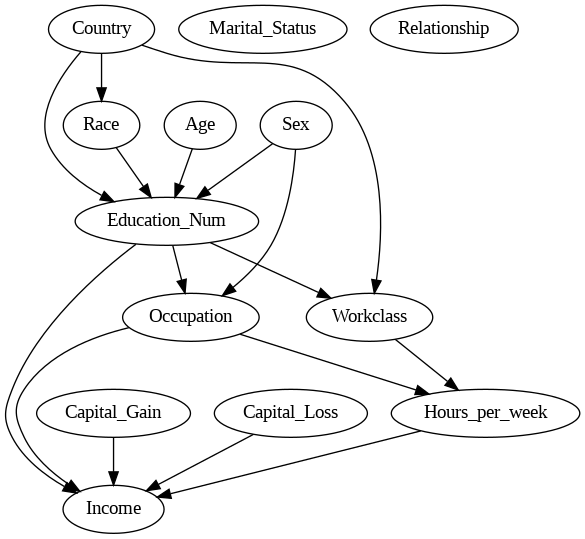 Country
Marital_Status
Relationship
Race
Age
Sex
Education_Num
Occupation
Workclass
Capital_Gain
Capital_Loss
Hours_per_week
Income